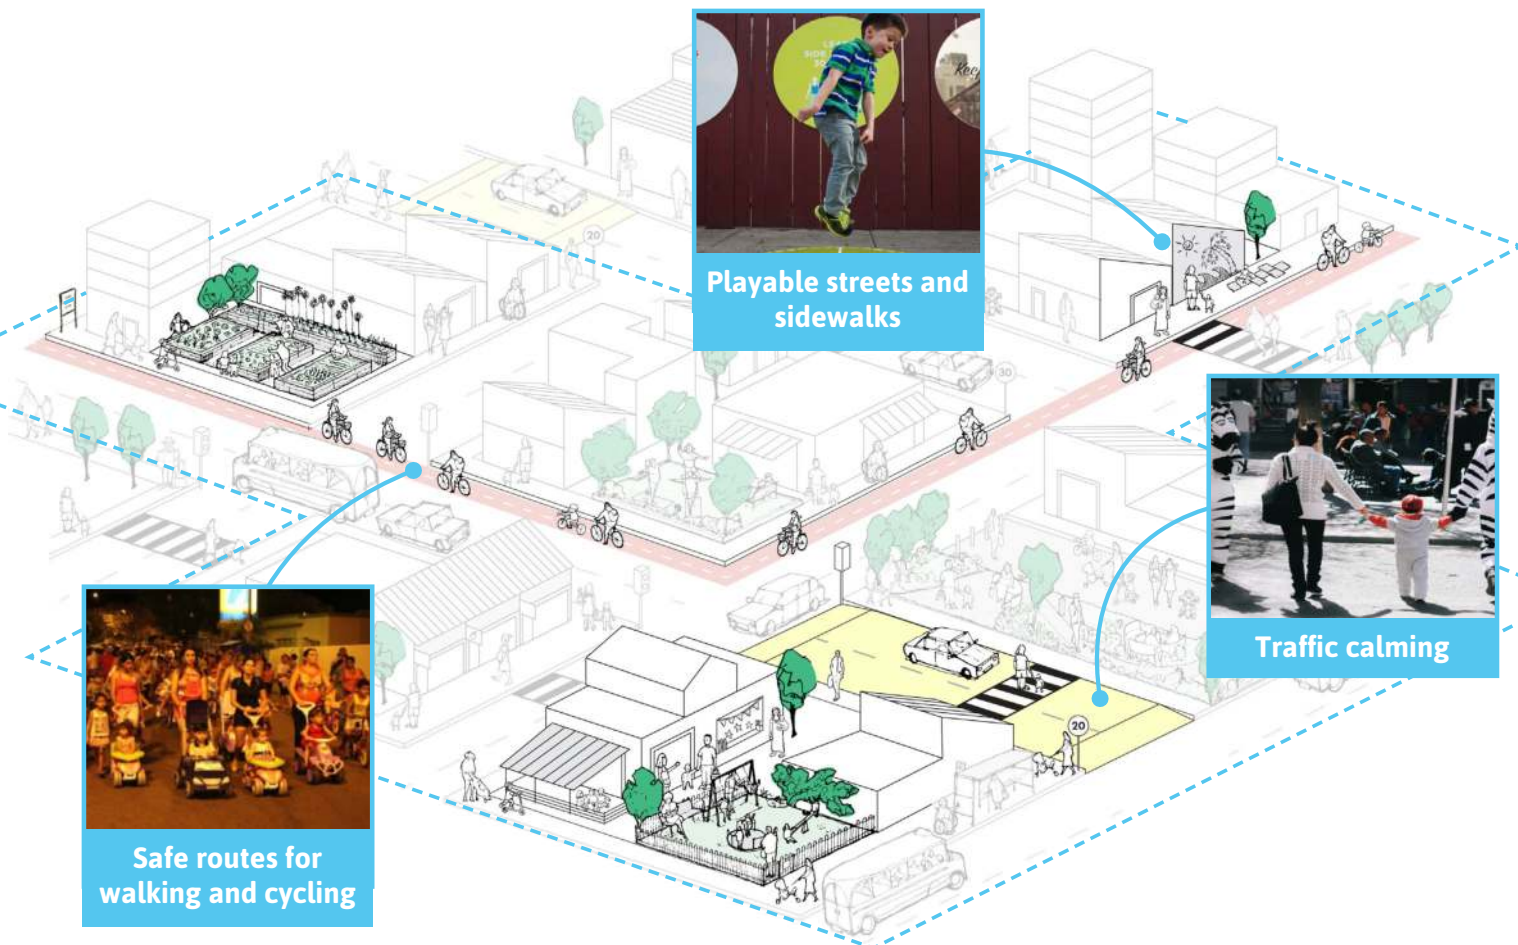 Playable streets and
sidewalks
20
30
Traffic calming
20
Safe routes for
walking and cycling